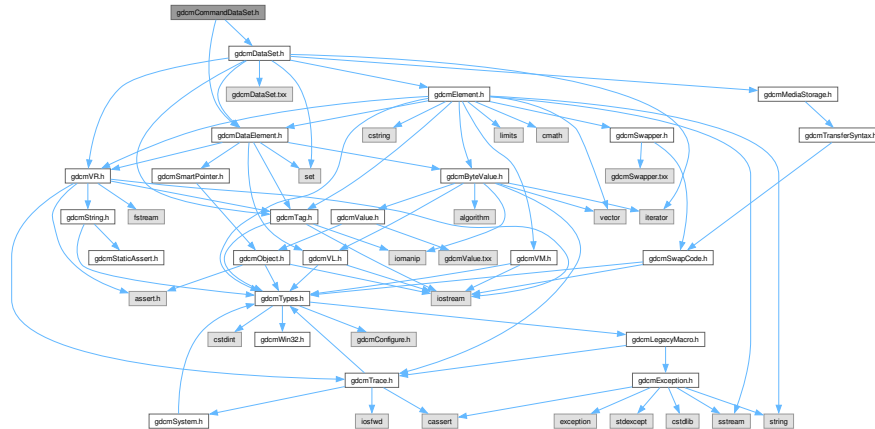 gdcmCommandDataSet.h
gdcmDataSet.h
gdcmDataSet.txx
gdcmElement.h
gdcmMediaStorage.h
gdcmDataElement.h
cstring
limits
cmath
gdcmSwapper.h
gdcmTransferSyntax.h
gdcmVR.h
gdcmSmartPointer.h
set
gdcmByteValue.h
gdcmSwapper.txx
gdcmString.h
fstream
gdcmTag.h
gdcmValue.h
algorithm
vector
iterator
gdcmStaticAssert.h
gdcmObject.h
gdcmVL.h
iomanip
gdcmValue.txx
gdcmVM.h
gdcmSwapCode.h
assert.h
gdcmTypes.h
iostream
cstdint
gdcmWin32.h
gdcmConfigure.h
gdcmLegacyMacro.h
gdcmTrace.h
gdcmException.h
gdcmSystem.h
iosfwd
cassert
exception
stdexcept
cstdlib
sstream
string